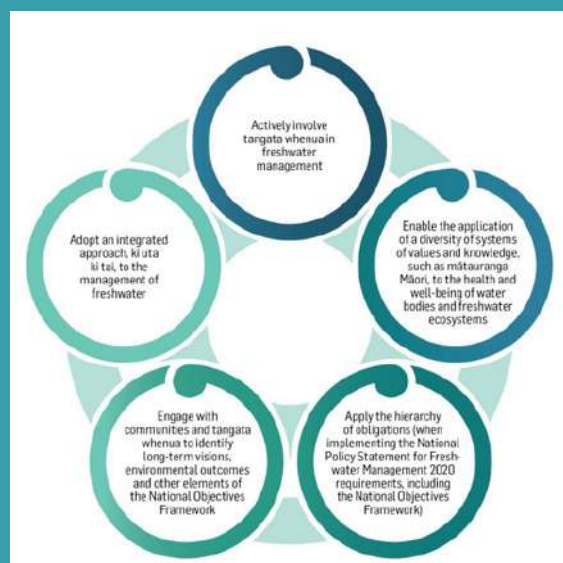 Actively involve
tangata whenua in
freshwater
management
Enable the application
of a diversity of systems
of values and knowledge,
such as mātauranga
Māori, to the health and
well-being of water
bodies and freshwater
ecosystems
Apply the hierarchy
of obligations (when
implementing the National
Policy Statement for Fresh-
water Management 2020
requirements, including
the National Objectives
Framework)
Engage with
communities and tangata
whenua to identify
long-term visions,
environmental outcomes
and other elements of
the National Objectives
Framework
Adopt an integrated
approach, ki uta
ki tai, to the
management of
freshwater